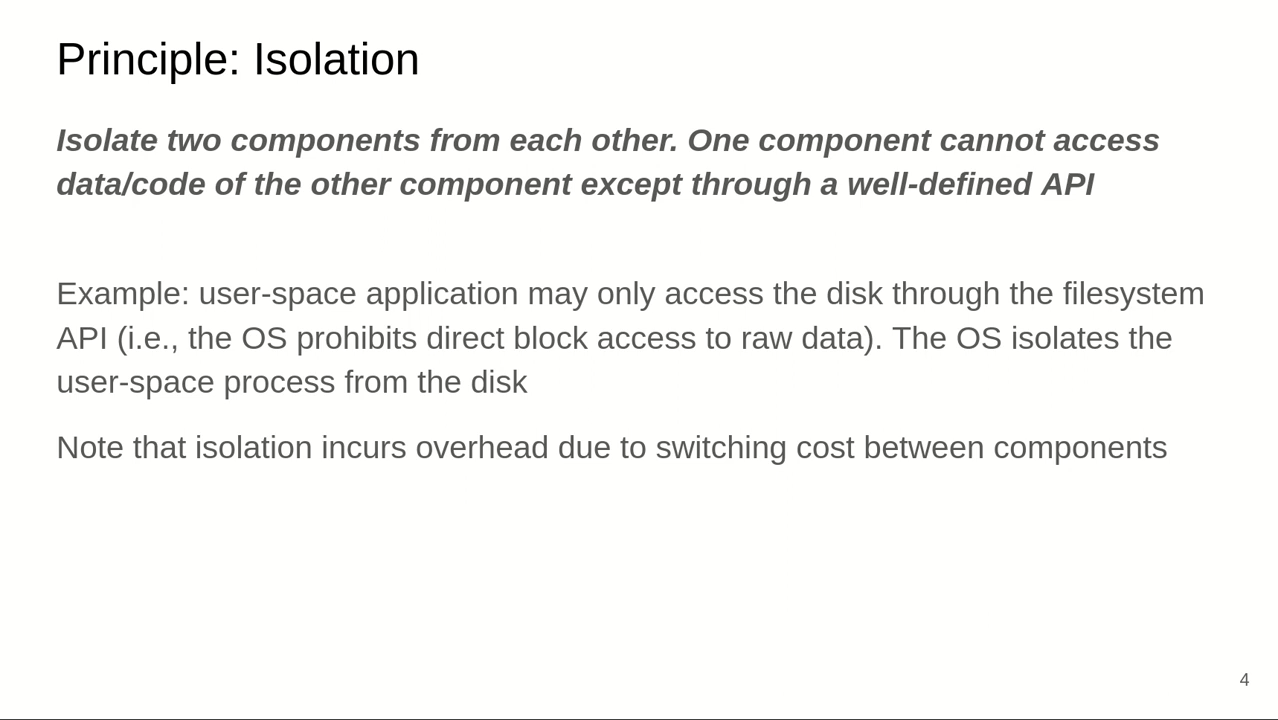 Principle: Isolation
Isolate two components from each other. One component cannot access
data/code of the other component except through a well-defined API
Example: user-space application may only access the disk through the filesystem
API (i.e., the OS prohibits direct block access to raw data). The OS isolates the
user-space process from the disk
Note that isolation incurs overhead due to switching cost between components
4